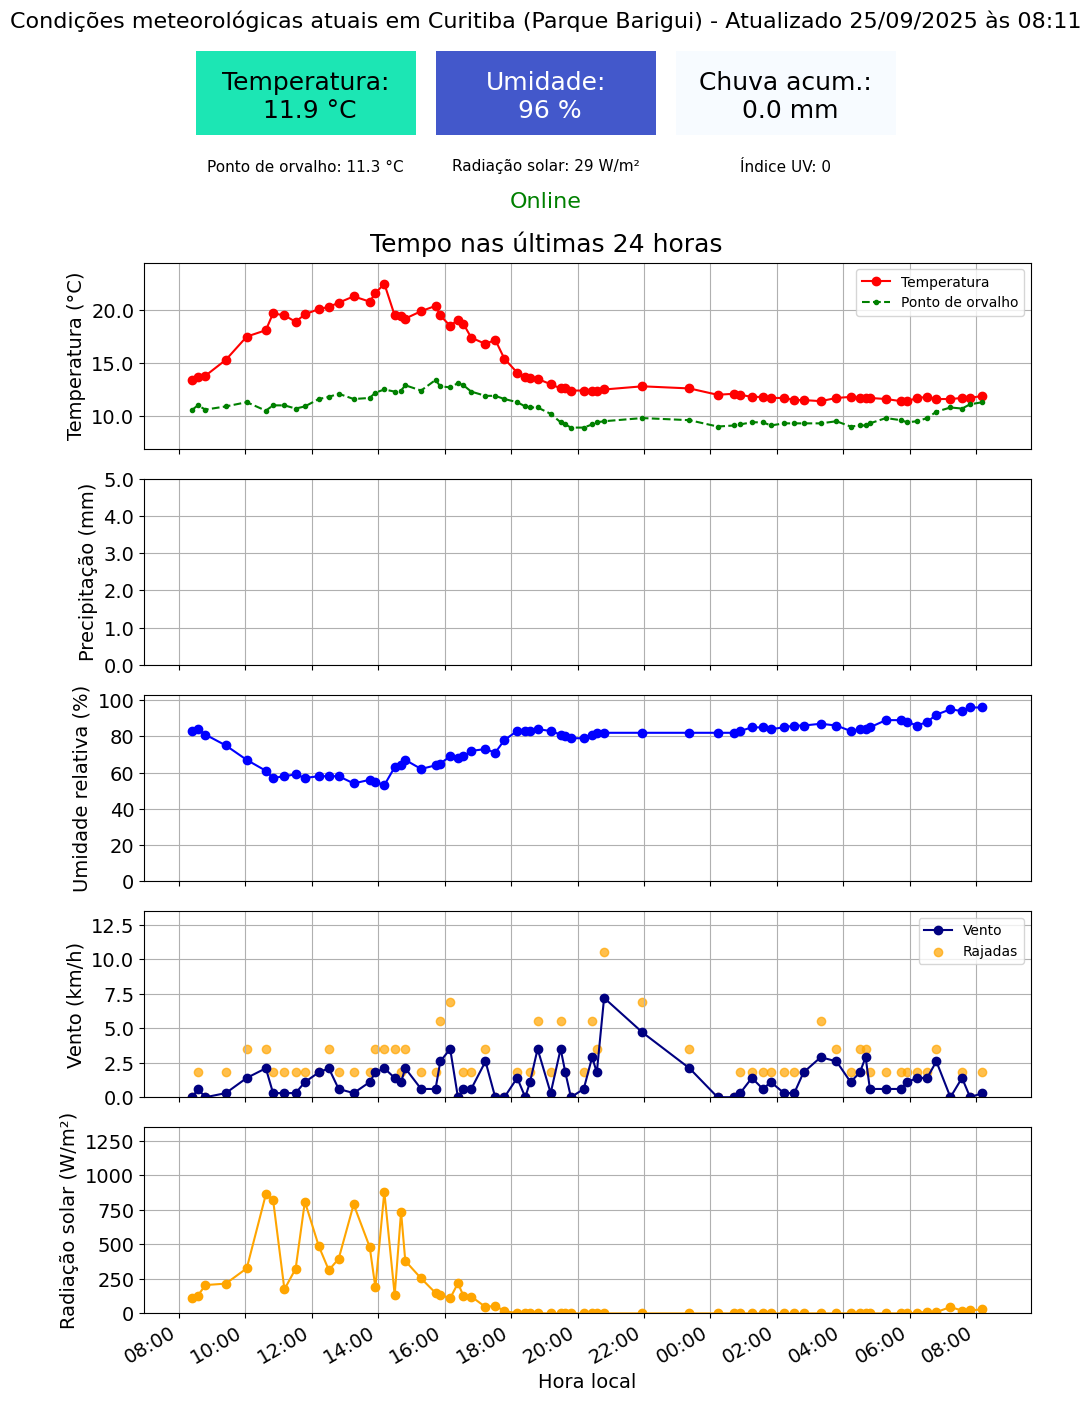 Condições meteorológicas atuais em Curitiba (Parque Barigui) - Atualizado 25/09/2025 às 08:11
Temperatura:
11.9 °C
Umidade:
96 %
Chuva acum.:
0.0 mm
Ponto de orvalho: 11.3 °C
Radiação solar: 29 W/m²
Índice UV: 0
Online
Tempo nas últimas 24 horas
Temperatura (°C)
20.0
15.0
10.0
Temperatura
Ponto de orvalho
Precipitação (mm)
5.0
4.0
3.0
2.0
1.0
0.0
Umidade relativa (%)
100
80
60
40
20
0
Vento (km/h)
12.5
10.0
7.5
5.0
2.5
0.0
Vento
Rajadas
Radiação solar (W/m²)
1250
1000
750
500
250
0
08:00
10:00
12:00
14:00
16:00
18:00
20:00
22:00
00:00
02:00
04:00
06:00
08:00
Hora local